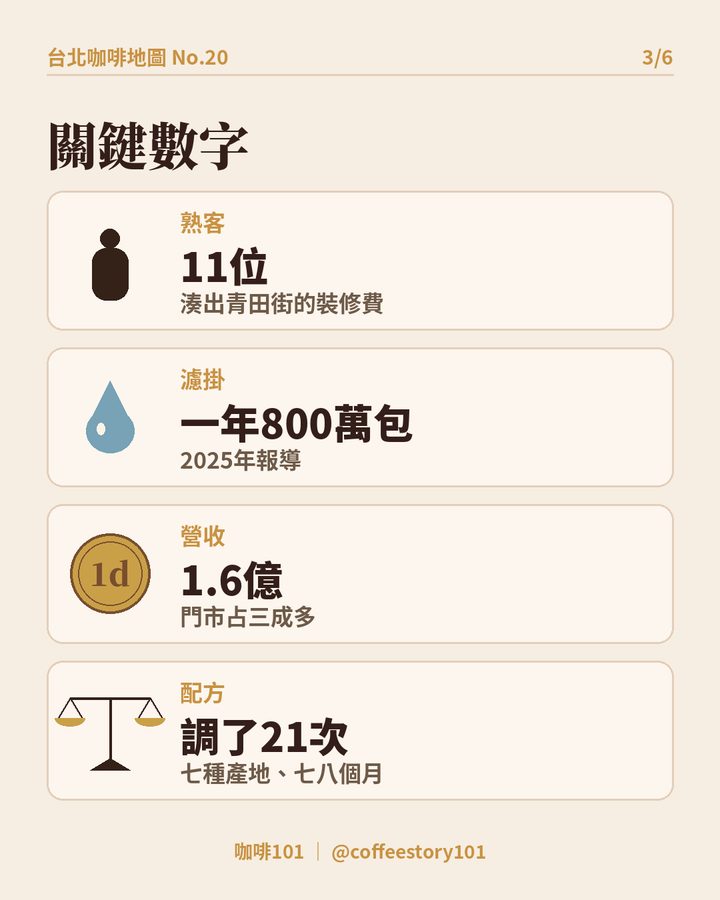 台北咖啡地圖 No.20
3/6
關鍵數字
熟客
11位
湊出青田街的裝修費
濾掛
一年800萬包
2025年報導
1d
營收
1.6億
門市占三成多
配方
調了21次
七種產地、七八個月
咖啡101｜@coffeestory101